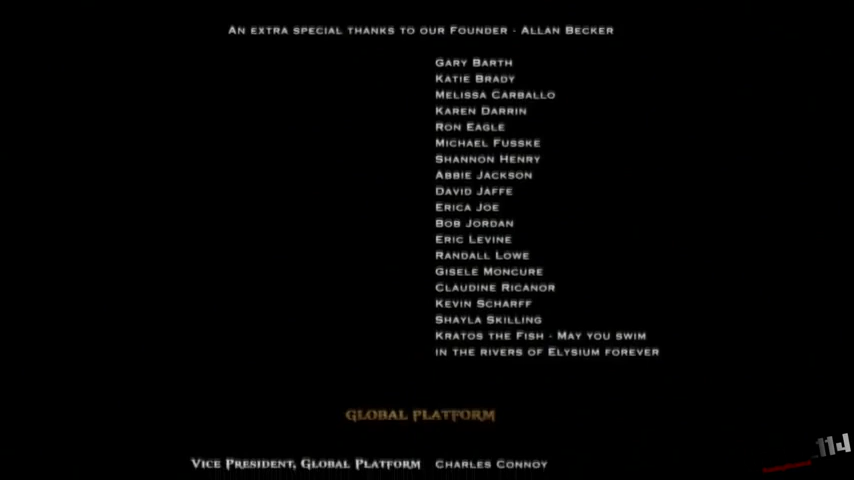 An extra special thanks to our Founder - Allan Becker
Gary Barth
Katie Brady
Melissa Carballo
Karen Darrin
Ron Eagle
Michael Fusske
Shannon Henry
Abbie Jackson
David Jaffe
Erica Joe
Bob Jordan
Eric Levine
Randall Lowe
Gisele Moncure
Claudine Ricanor
Kevin Scharff
Shayla Skilling
Kratos the Fish - May you swim
in the rivers of Elysium forever
GLOBAL PLATFORM
Vice President, Global Platform Charles Connoy
11J